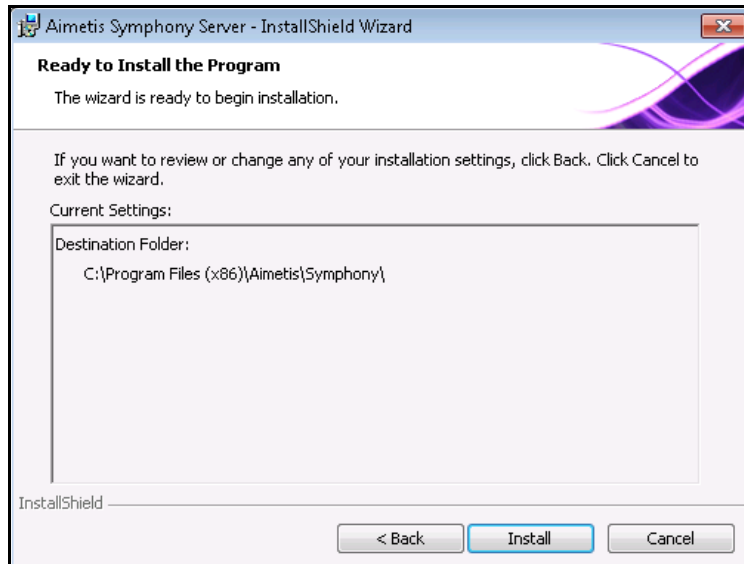 Aimetis Symphony Server - InstallShield Wizard
Ready to Install the Program
The wizard is ready to begin installation.
If you want to review or change any of your installation settings, click Back. Click Cancel to
exit the wizard.
Current Settings:
Destination Folder:
C:\Program Files (x86)\Aimetis\Symphony\
InstallShield
< Back Install Cancel